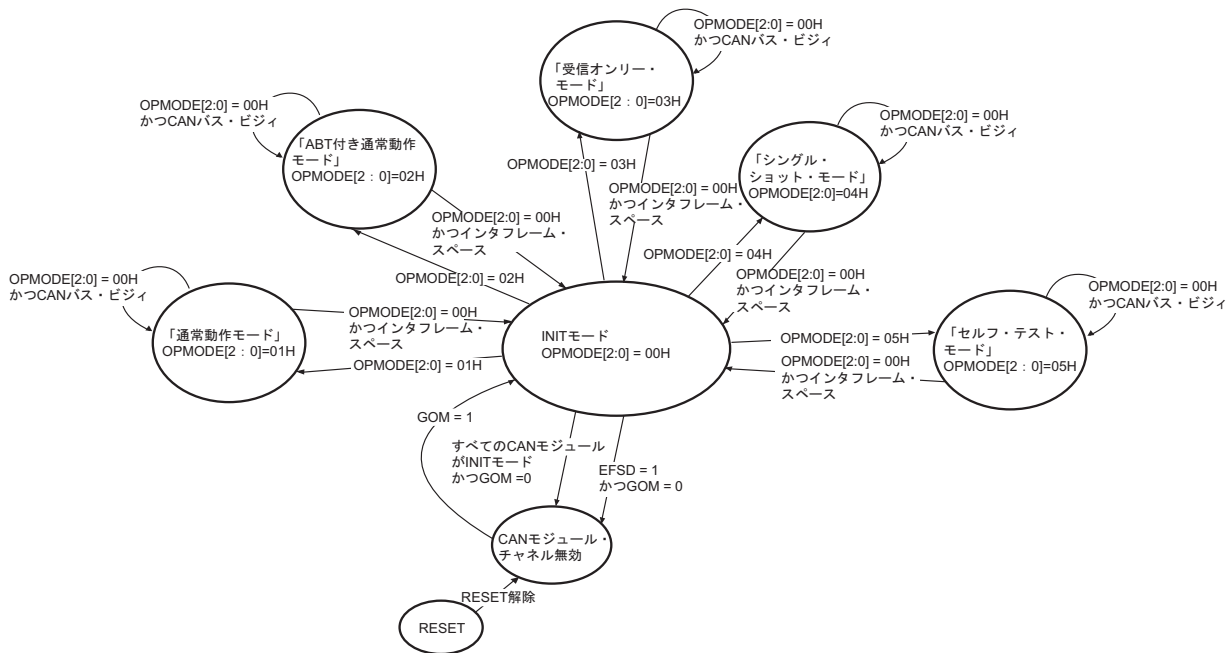 OPMODE[2:0] = 00H
かつCANバス・ビジィ
「受信オンリー・
モード」
OPMODE[2：0]=03H
OPMODE[2:0] = 00H
かつCANバス・ビジィ
「ABT付き通常動作
モード」
OPMODE[2：0]=02H
OPMODE[2:0] = 00H
かつCANバス・ビジィ
「シングル・
ショット・モード」
OPMODE[2:0]=04H
OPMODE[2:0] = 03H
OPMODE[2:0] = 00H
かつインタフレーム・
スペース
OPMODE[2:0] = 00H
かつインタフレーム・
スペース
OPMODE[2:0] = 04H
OPMODE[2:0] = 02H
OPMODE[2:0] = 00H
かつインタフレーム・
スペース
OPMODE[2:0] = 00H
かつCANバス・ビジィ
「通常動作モード」
OPMODE[2：0]=01H
OPMODE[2:0] = 00H
かつインタフレーム・
スペース
OPMODE[2:0] = 01H
INITモード
OPMODE[2:0] = 00H
OPMODE[2:0] = 05H
OPMODE[2:0] = 00H
かつインタフレーム・
スペース
OPMODE[2:0] = 00H
かつCANバス・ビジィ
「セルフ・テスト・
モード」
OPMODE[2：0]=05H
GOM = 1
すべてのCANモジュール
がINITモード
かつGOM =0
EFSD = 1
かつGOM = 0
CANモジュール・
チャネル無効
RESET解除
RESET